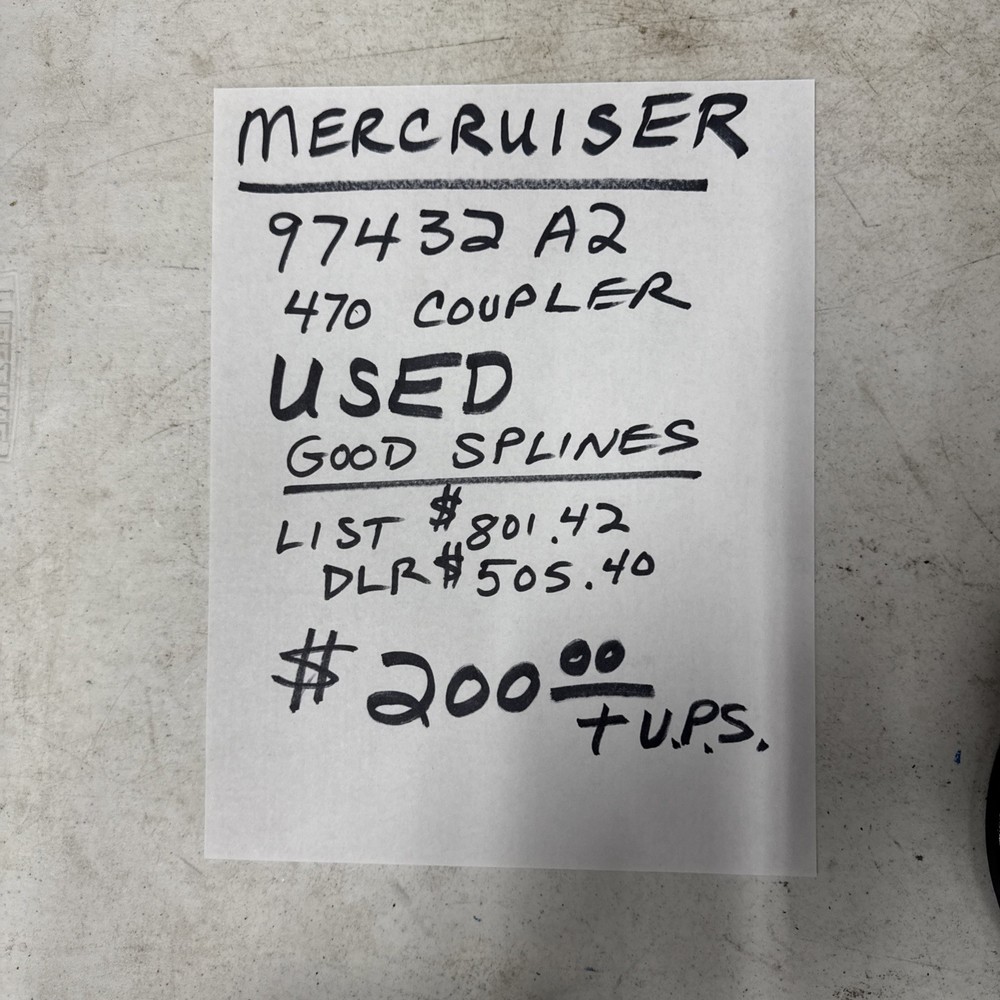 MERCRUISER
97432 A2
470 COUPLER
USED
GOOD SPLINES
LIST $801.42
DLR $505.40
$200.00
+ U.P.S.